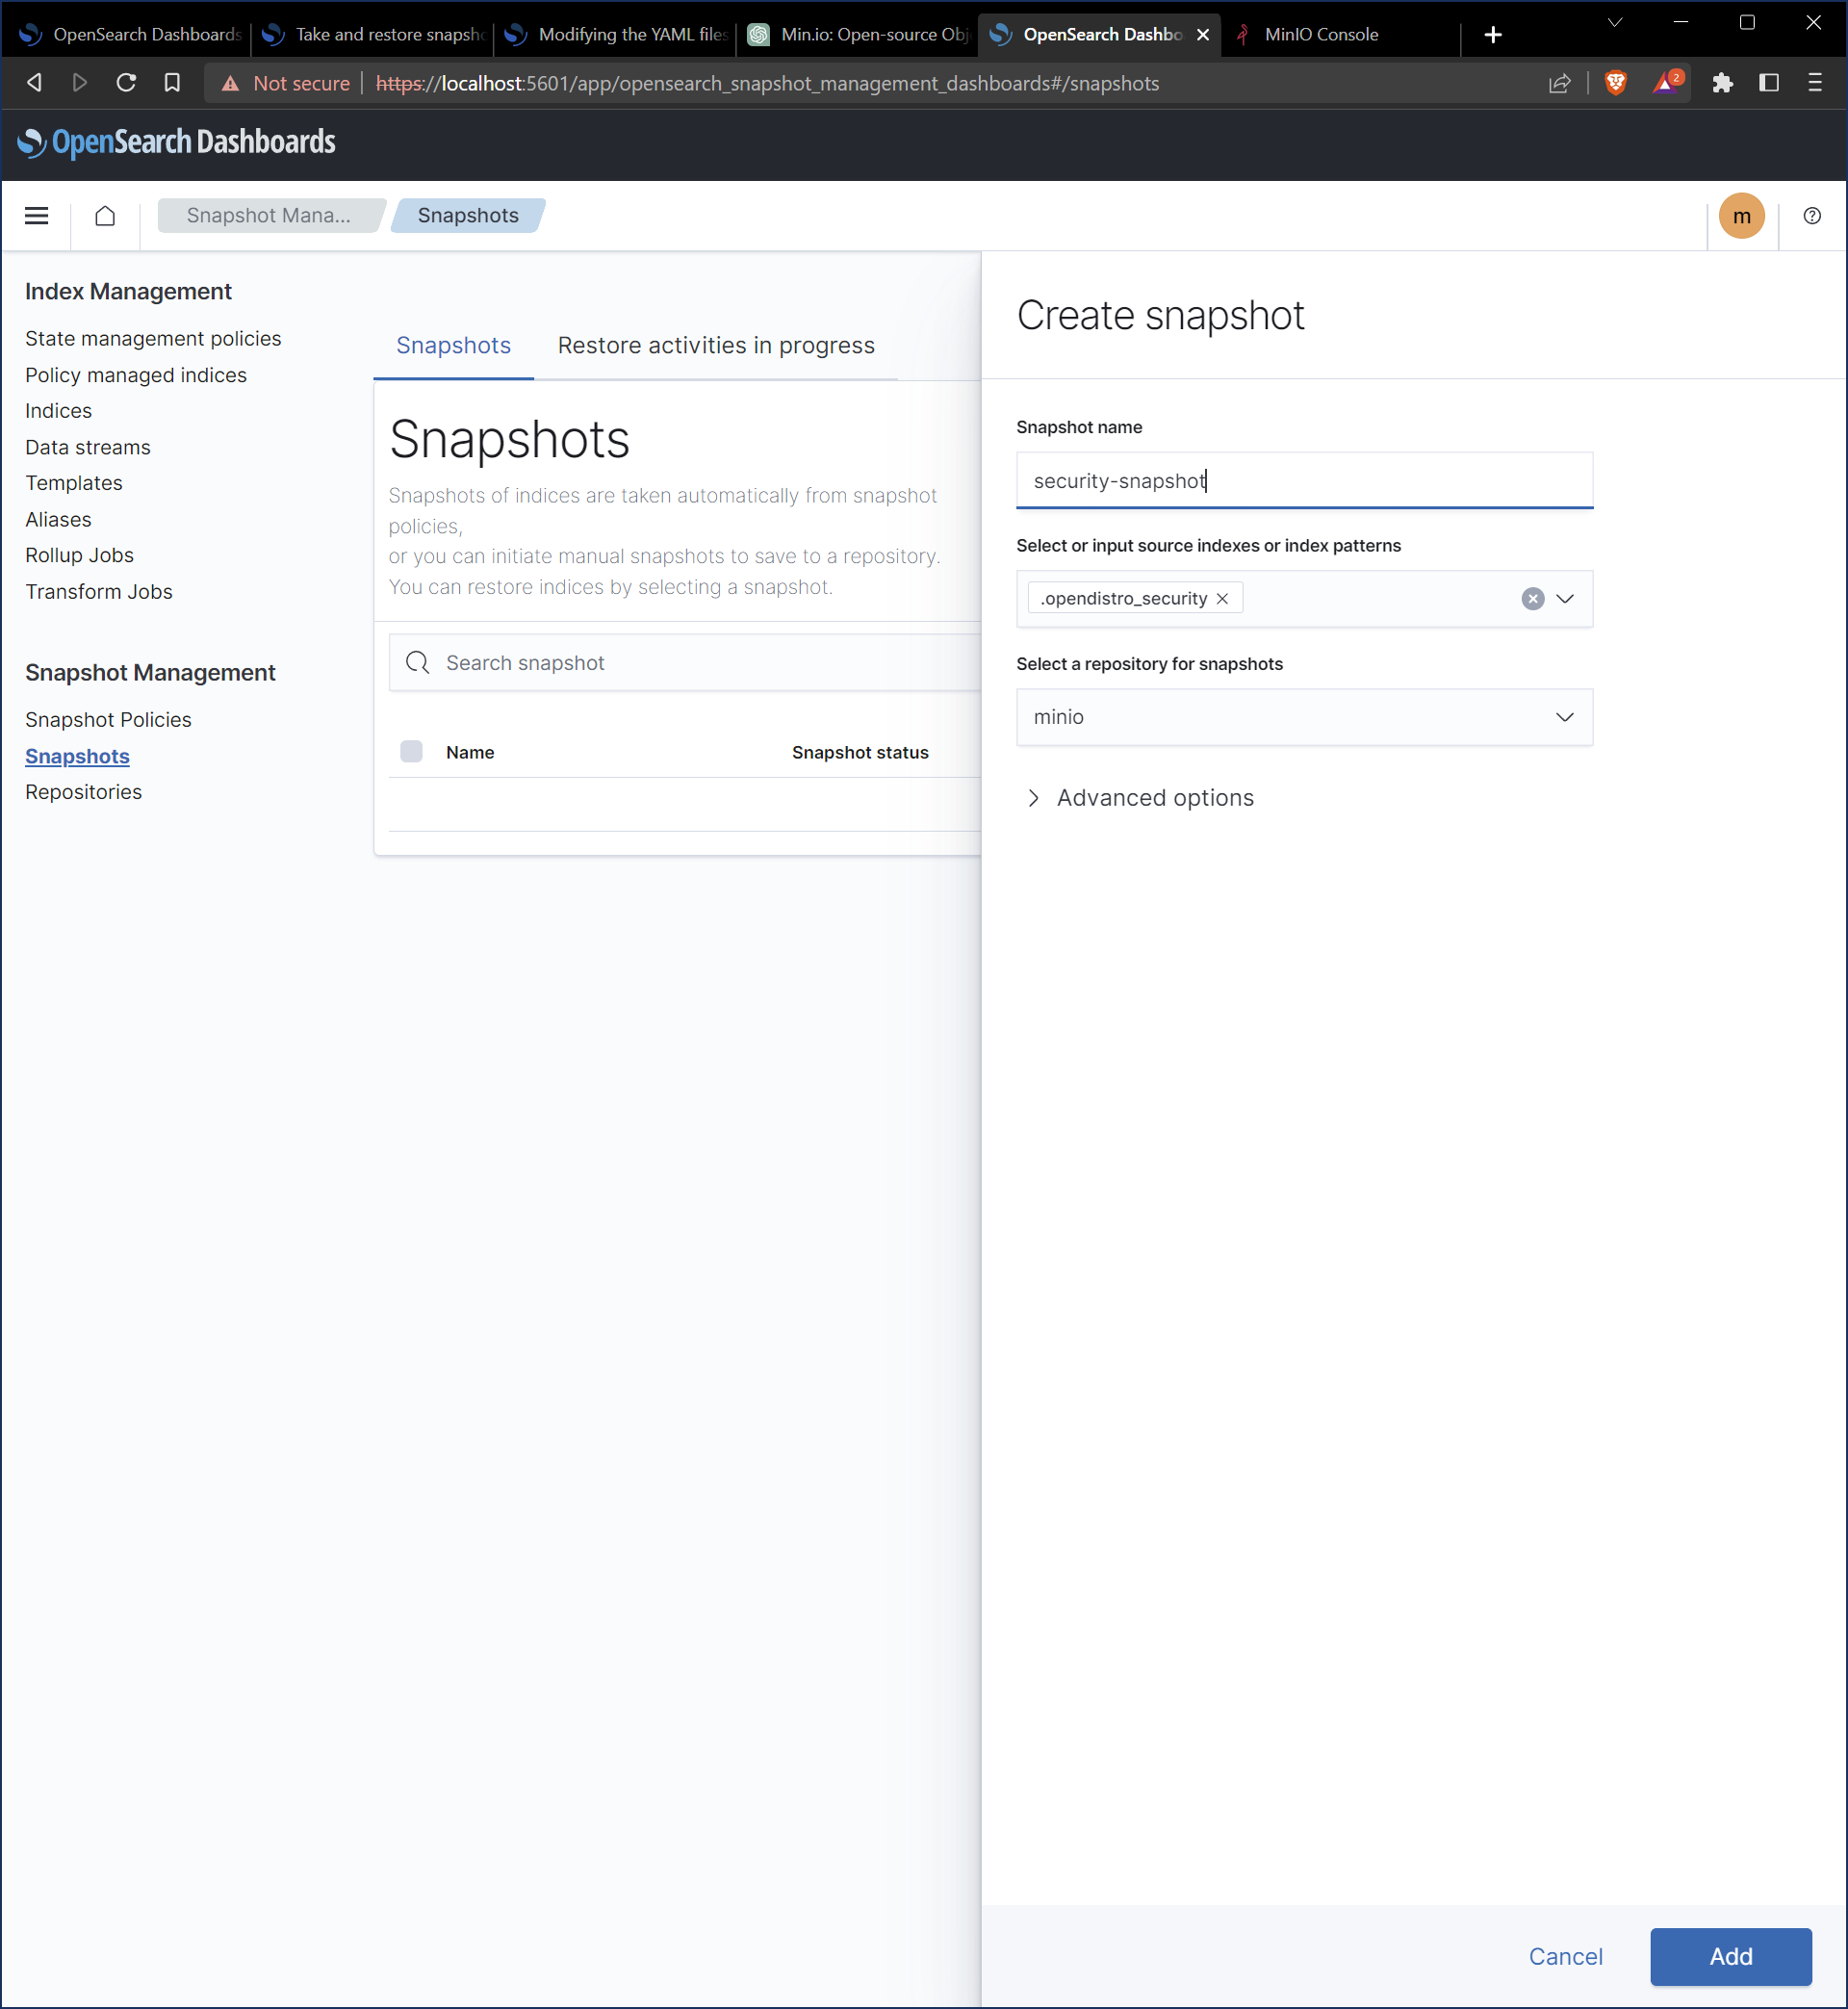 OpenSearch Dashboards
Take and restore snapsho
Modifying the YAML files
Min.io: Open-source Obj
OpenSearch Dashbo
MinIO Console
Not secure
https://localhost:5601/app/opensearch_snapshot_management_dashboards#/snapshots
2
OpenSearch Dashboards
Snapshot Mana...
Snapshots
m
Index Management
State management policies
Policy managed indices
Indices
Data streams
Templates
Aliases
Rollup Jobs
Transform Jobs
Snapshot Management
Snapshot Policies
Snapshots
Repositories
Snapshots
Restore activities in progress
Snapshots
Snapshots of indices are taken automatically from snapshot
policies,
or you can initiate manual snapshots to save to a repository.
You can restore indices by selecting a snapshot.
Search snapshot
Name
Snapshot status
Create snapshot
Snapshot name
security-snapshot
Select or input source indexes or index patterns
.opendistro_security
Select a repository for snapshots
minio
Advanced options
Cancel
Add